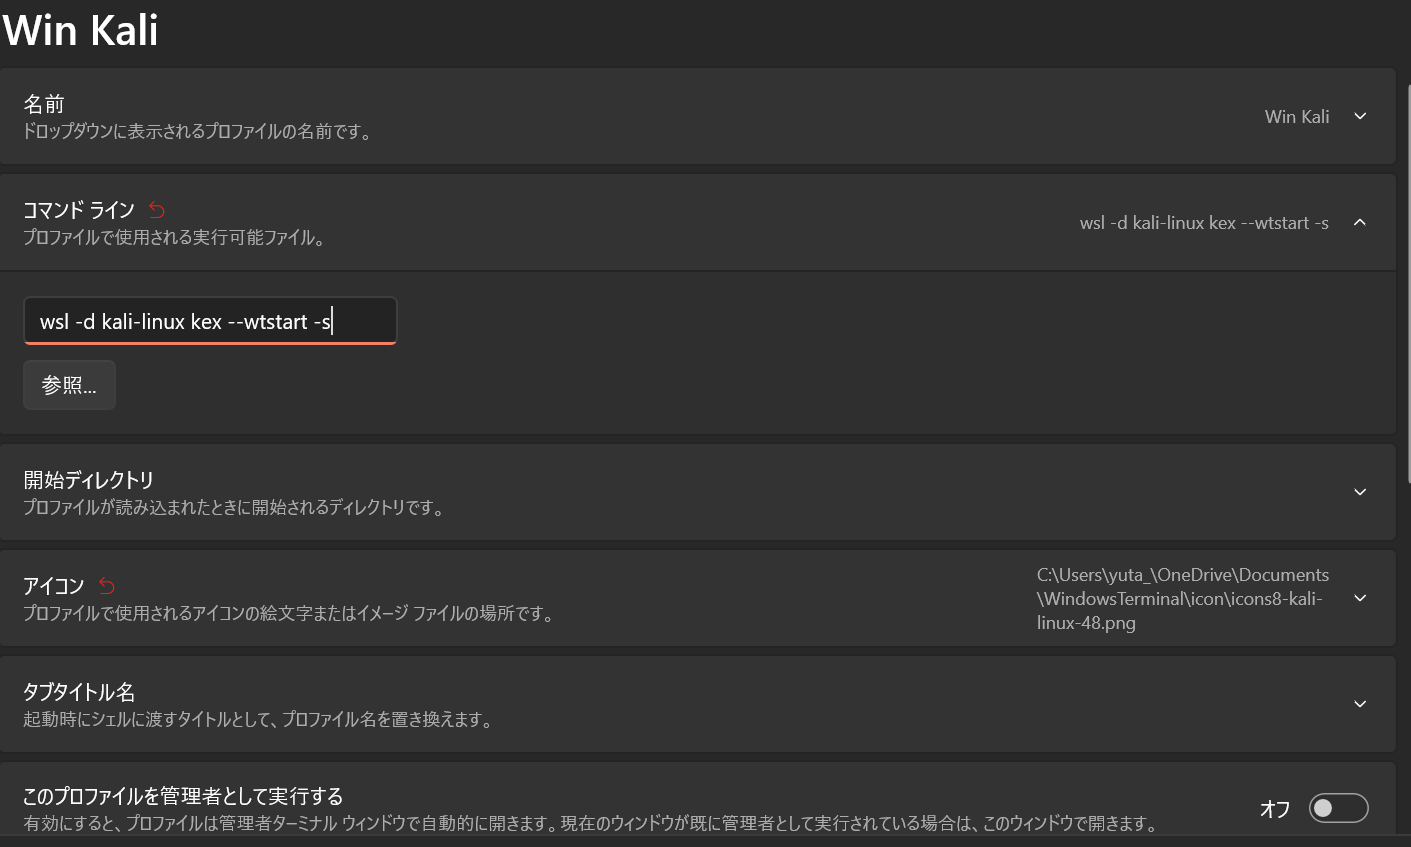 Win Kali
名前
ドロップダウンに表示されるプロファイルの名前です。
Win Kali
コマンド ライン
プロファイルで使用される実行可能ファイル。
wsl -d kali-linux kex --wtstart -s
wsl -d kali-linux kex --wtstart -s
参照...
開始ディレクトリ
プロファイルが読み込まれたときに開始されるディレクトリです。
アイコン
プロファイルで使用されるアイコンの絵文字またはイメージ ファイルの場所です。
C:\Users\yuta_\OneDrive\Documents
\WindowsTerminal\icon\icons8-kali-
linux-48.png
タブタイトル名
起動時にシェルに渡すタイトルとして、プロファイル名を置き換えます。
このプロファイルを管理者として実行する
有効にすると、プロファイルは管理者ターミナル ウィンドウで自動的に開きます。現在のウィンドウが既に管理者として実行されている場合は、このウィンドウで開きます。
オフ